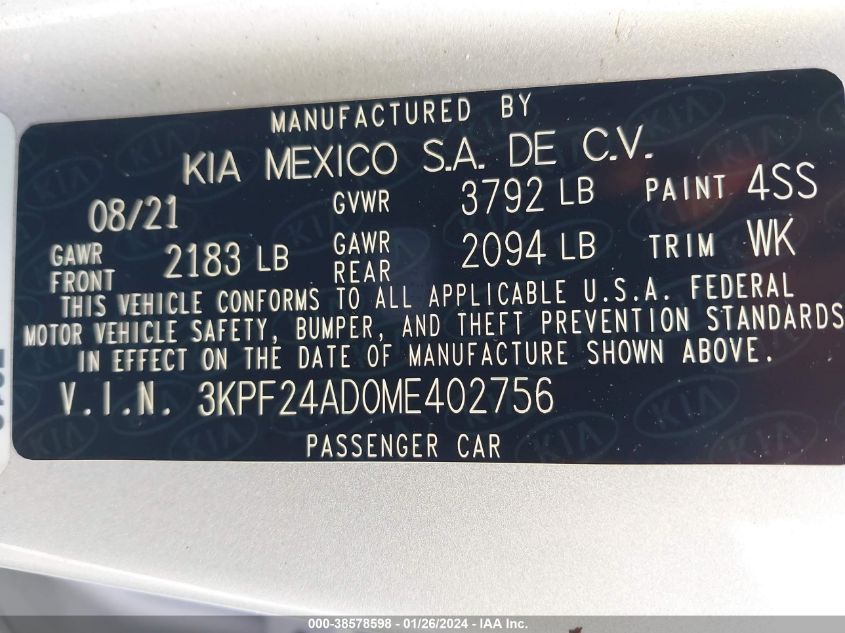 MANUFACTURED BY
KIA MEXICO S.A. DE C.V.
08/21 GVWR 3792 LB PAINT 4SS
GAWR FRONT 2183 LB GAWR REAR 2094 LB TRIM WK
THIS VEHICLE CONFORMS TO ALL APPLICABLE U.S.A. FEDERAL
MOTOR VEHICLE SAFETY, BUMPER, AND THEFT PREVENTION STANDARDS
IN EFFECT ON THE DATE OF MANUFACTURE SHOWN ABOVE.
V.I.N. 3KPF24AD0ME402756
PASSENGER CAR
000-38578598 - 01/26/2024 - IAA Inc.